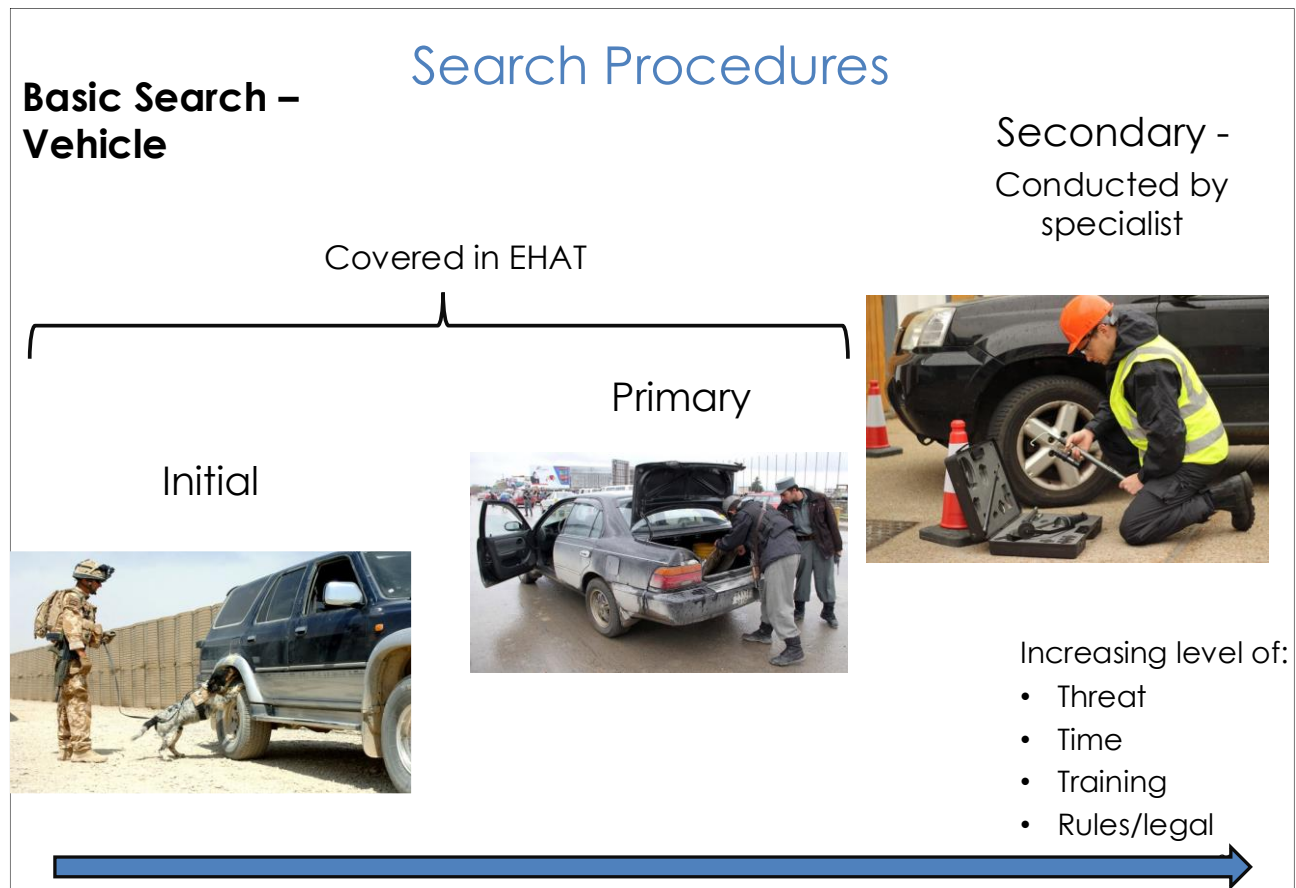 Search Procedures
Basic Search –
Vehicle
Secondary -
Conducted by
specialist
Covered in EHAT
Primary
Initial
Increasing level of:
• Threat
• Time
• Training
• Rules/legal